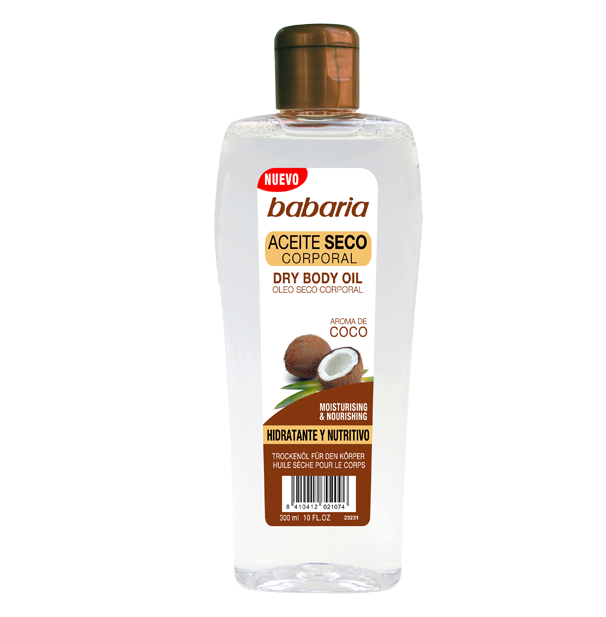 NUEVO
babaria
ACEITE SECO
CORPORAL
DRY BODY OIL
OLEO SECO CORPORAL
AROMA DE
COCO
MOISTURISING
& NOURISHING
HIDRATANTE Y NUTRITIVO
TROCKENÖL FÜR DEN KÖRPER
HUILE SÈCHE POUR LE CORPS
8 410412 021074
300 ml 10 FL.OZ 23231